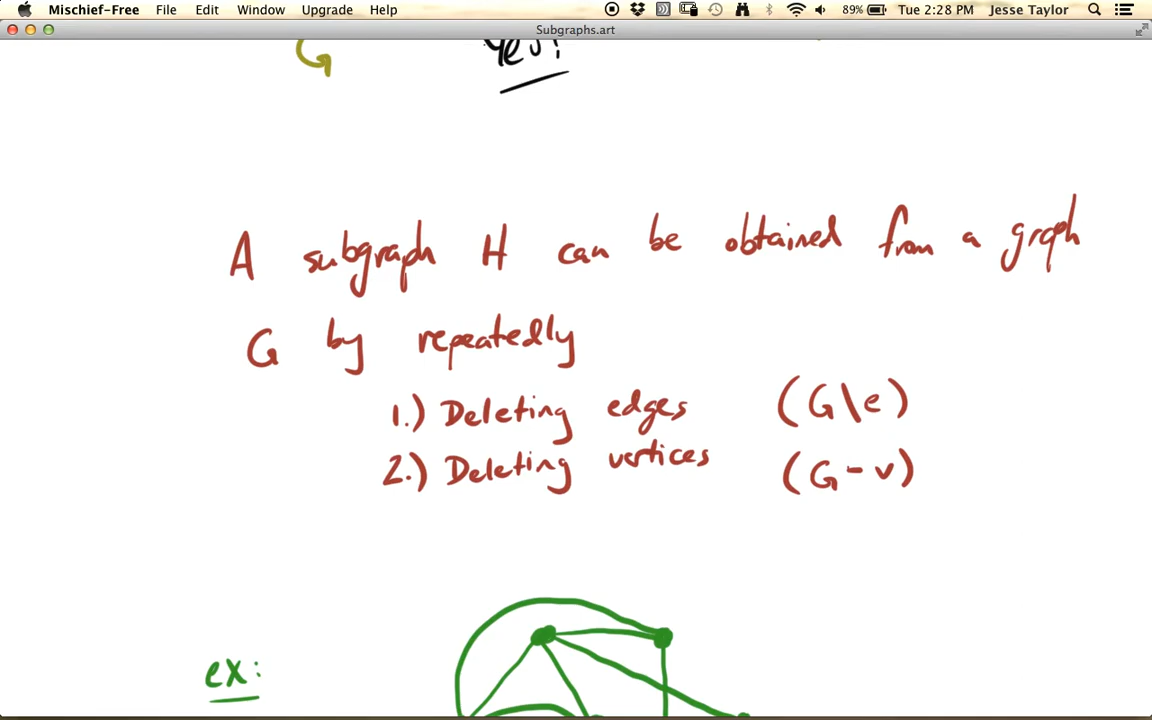 Mischief-Free File Edit Window Upgrade Help 89% Tue 2:28 PM Jesse Taylor
Subgraphs.art
G Yes!
A subgraph H can be obtained from a graph
G by repeatedly
1.) Deleting edges (G\e)
2.) Deleting vertices (G-v)
ex: